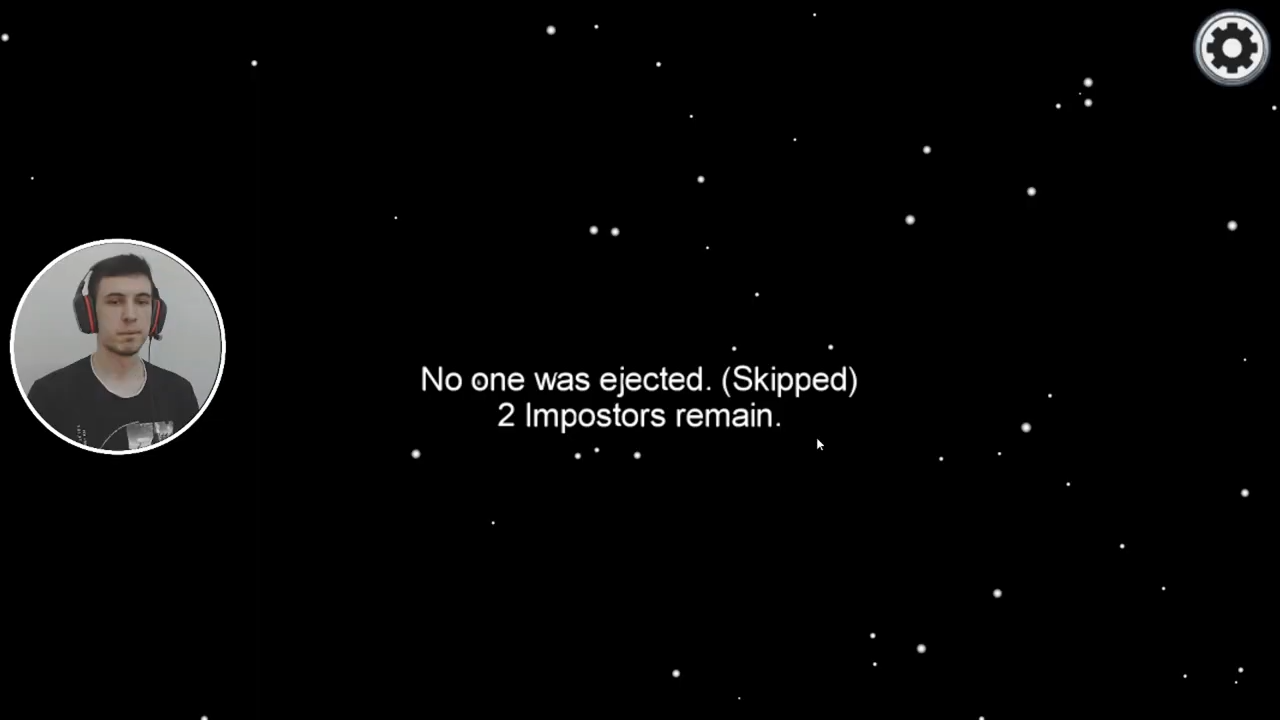 No one was ejected. (Skipped)
2 Impostors remain.